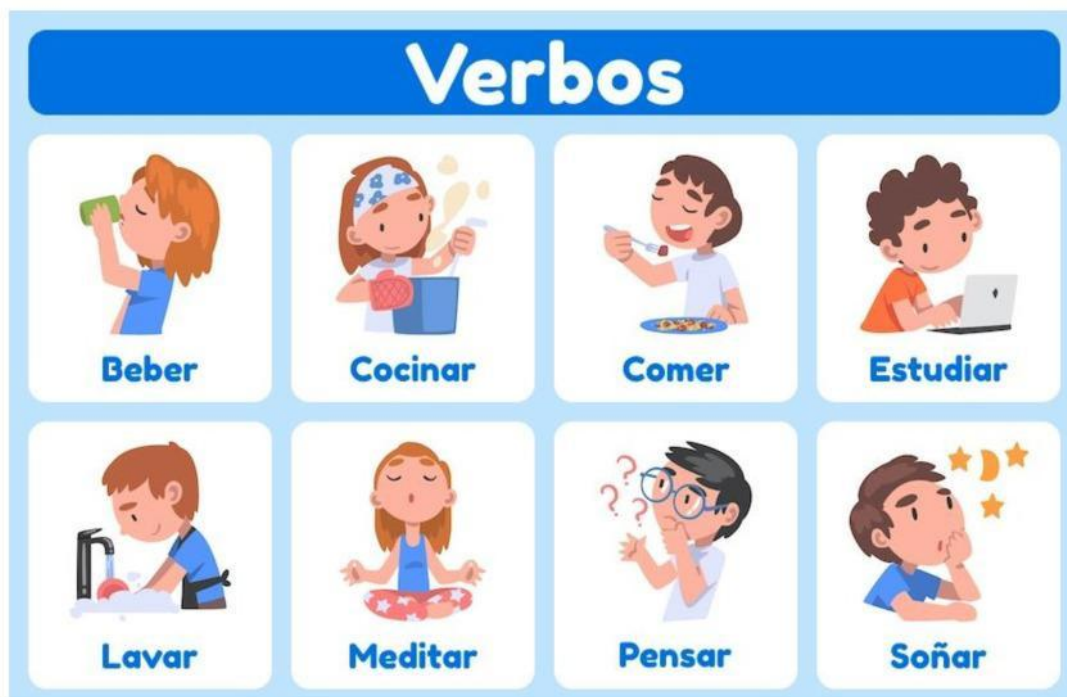 Verbos
Beber
Cocinar
Comer
Estudiar
Lavar
Meditar
Pensar
Soñar